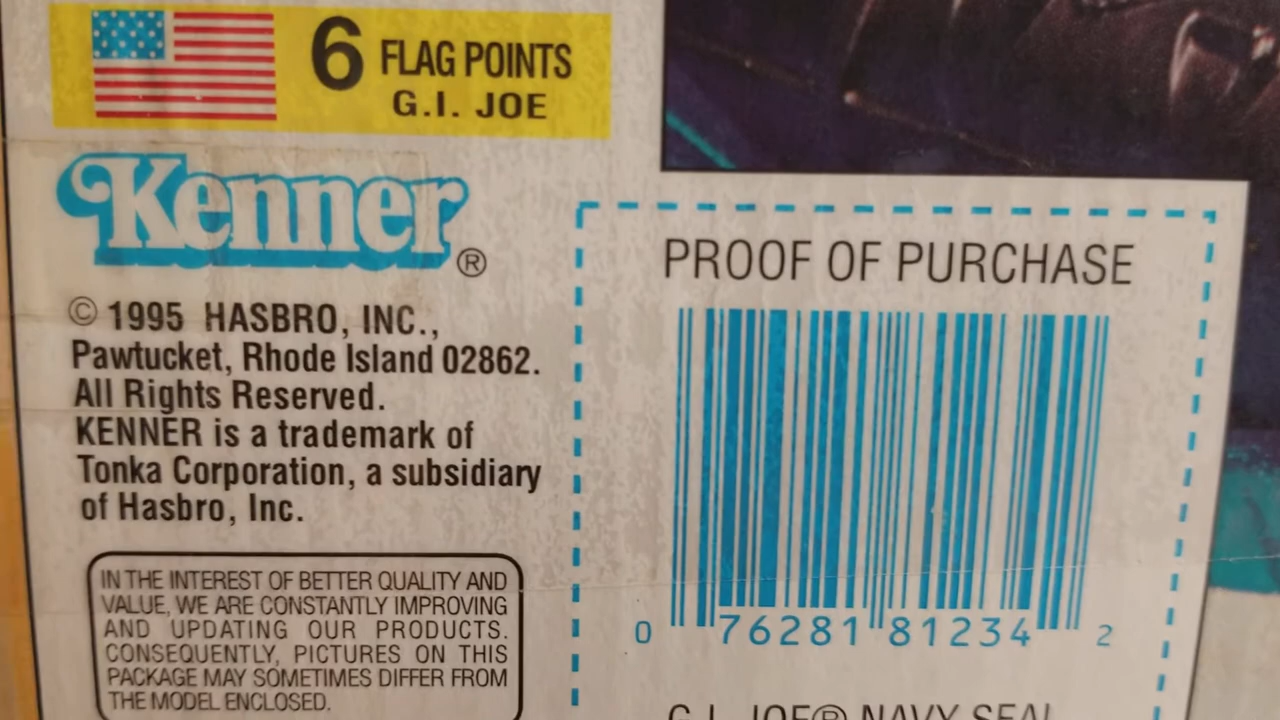 6 FLAG POINTS
G.I. JOE
Kenner®
© 1995 HASBRO, INC.,
Pawtucket, Rhode Island 02862.
All Rights Reserved.
KENNER is a trademark of
Tonka Corporation, a subsidiary
of Hasbro, Inc.
IN THE INTEREST OF BETTER QUALITY AND
VALUE, WE ARE CONSTANTLY IMPROVING
AND UPDATING OUR PRODUCTS.
CONSEQUENTLY, PICTURES ON THIS
PACKAGE MAY SOMETIMES DIFFER FROM
THE MODEL ENCLOSED.
PROOF OF PURCHASE
0 76281 81234 2
G.I. JOE® NAVY SEAL